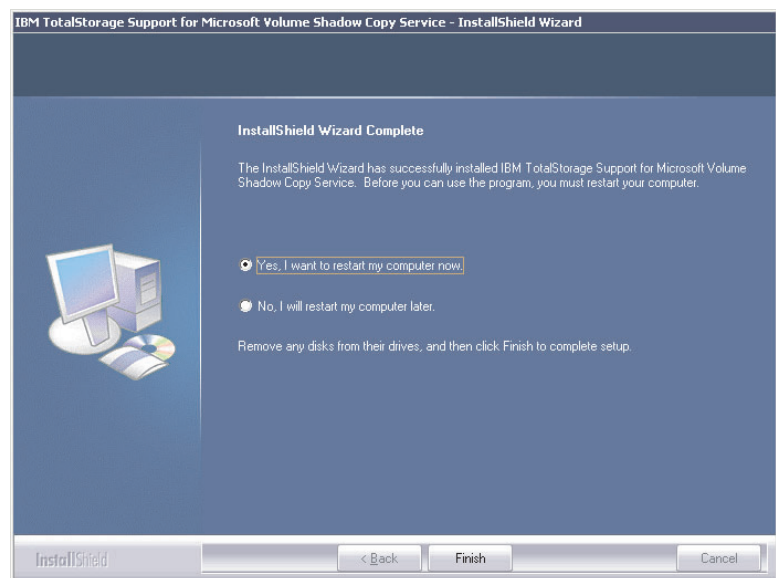 IBM TotalStorage Support for Microsoft Volume Shadow Copy Service - InstallShield Wizard
InstallShield Wizard Complete
The InstallShield Wizard has successfully installed IBM TotalStorage Support for Microsoft Volume
Shadow Copy Service. Before you can use the program, you must restart your computer.
Yes, I want to restart my computer now.
No, I will restart my computer later.
Remove any disks from their drives, and then click Finish to complete setup.
InstallShield
< Back
Finish
Cancel